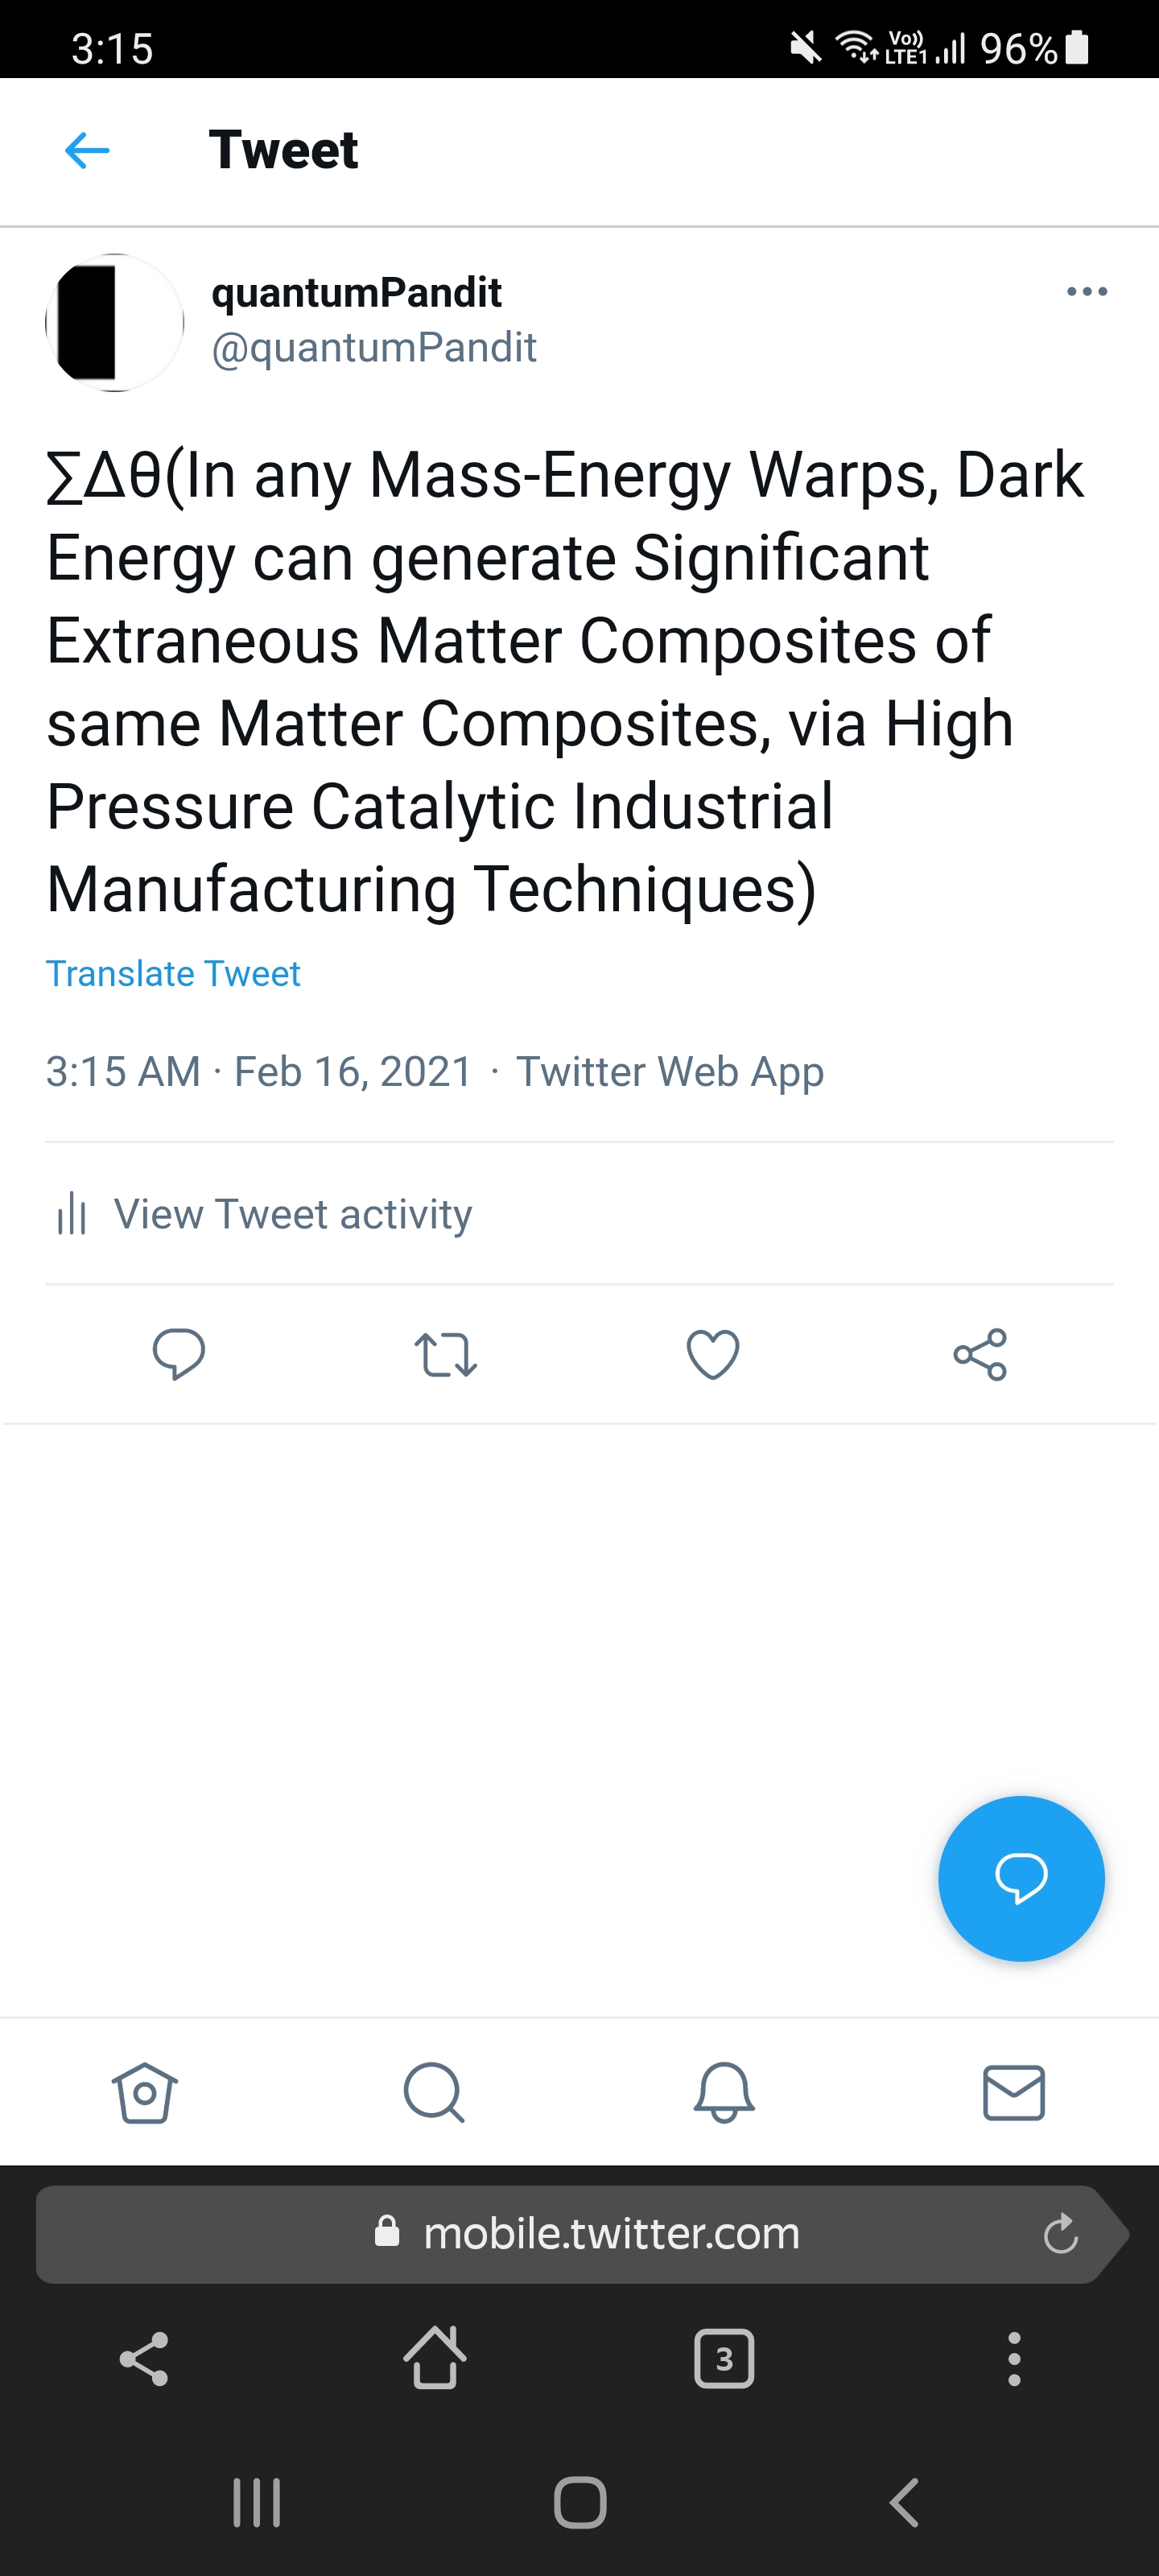 3:15 Vo)) LTE1 96%
Tweet
quantumPandit
@quantumPandit
∑Δθ(In any Mass-Energy Warps, Dark
Energy can generate Significant
Extraneous Matter Composites of
same Matter Composites, via High
Pressure Catalytic Industrial
Manufacturing Techniques)
Translate Tweet
3:15 AM · Feb 16, 2021 · Twitter Web App
View Tweet activity
mobile.twitter.com
3